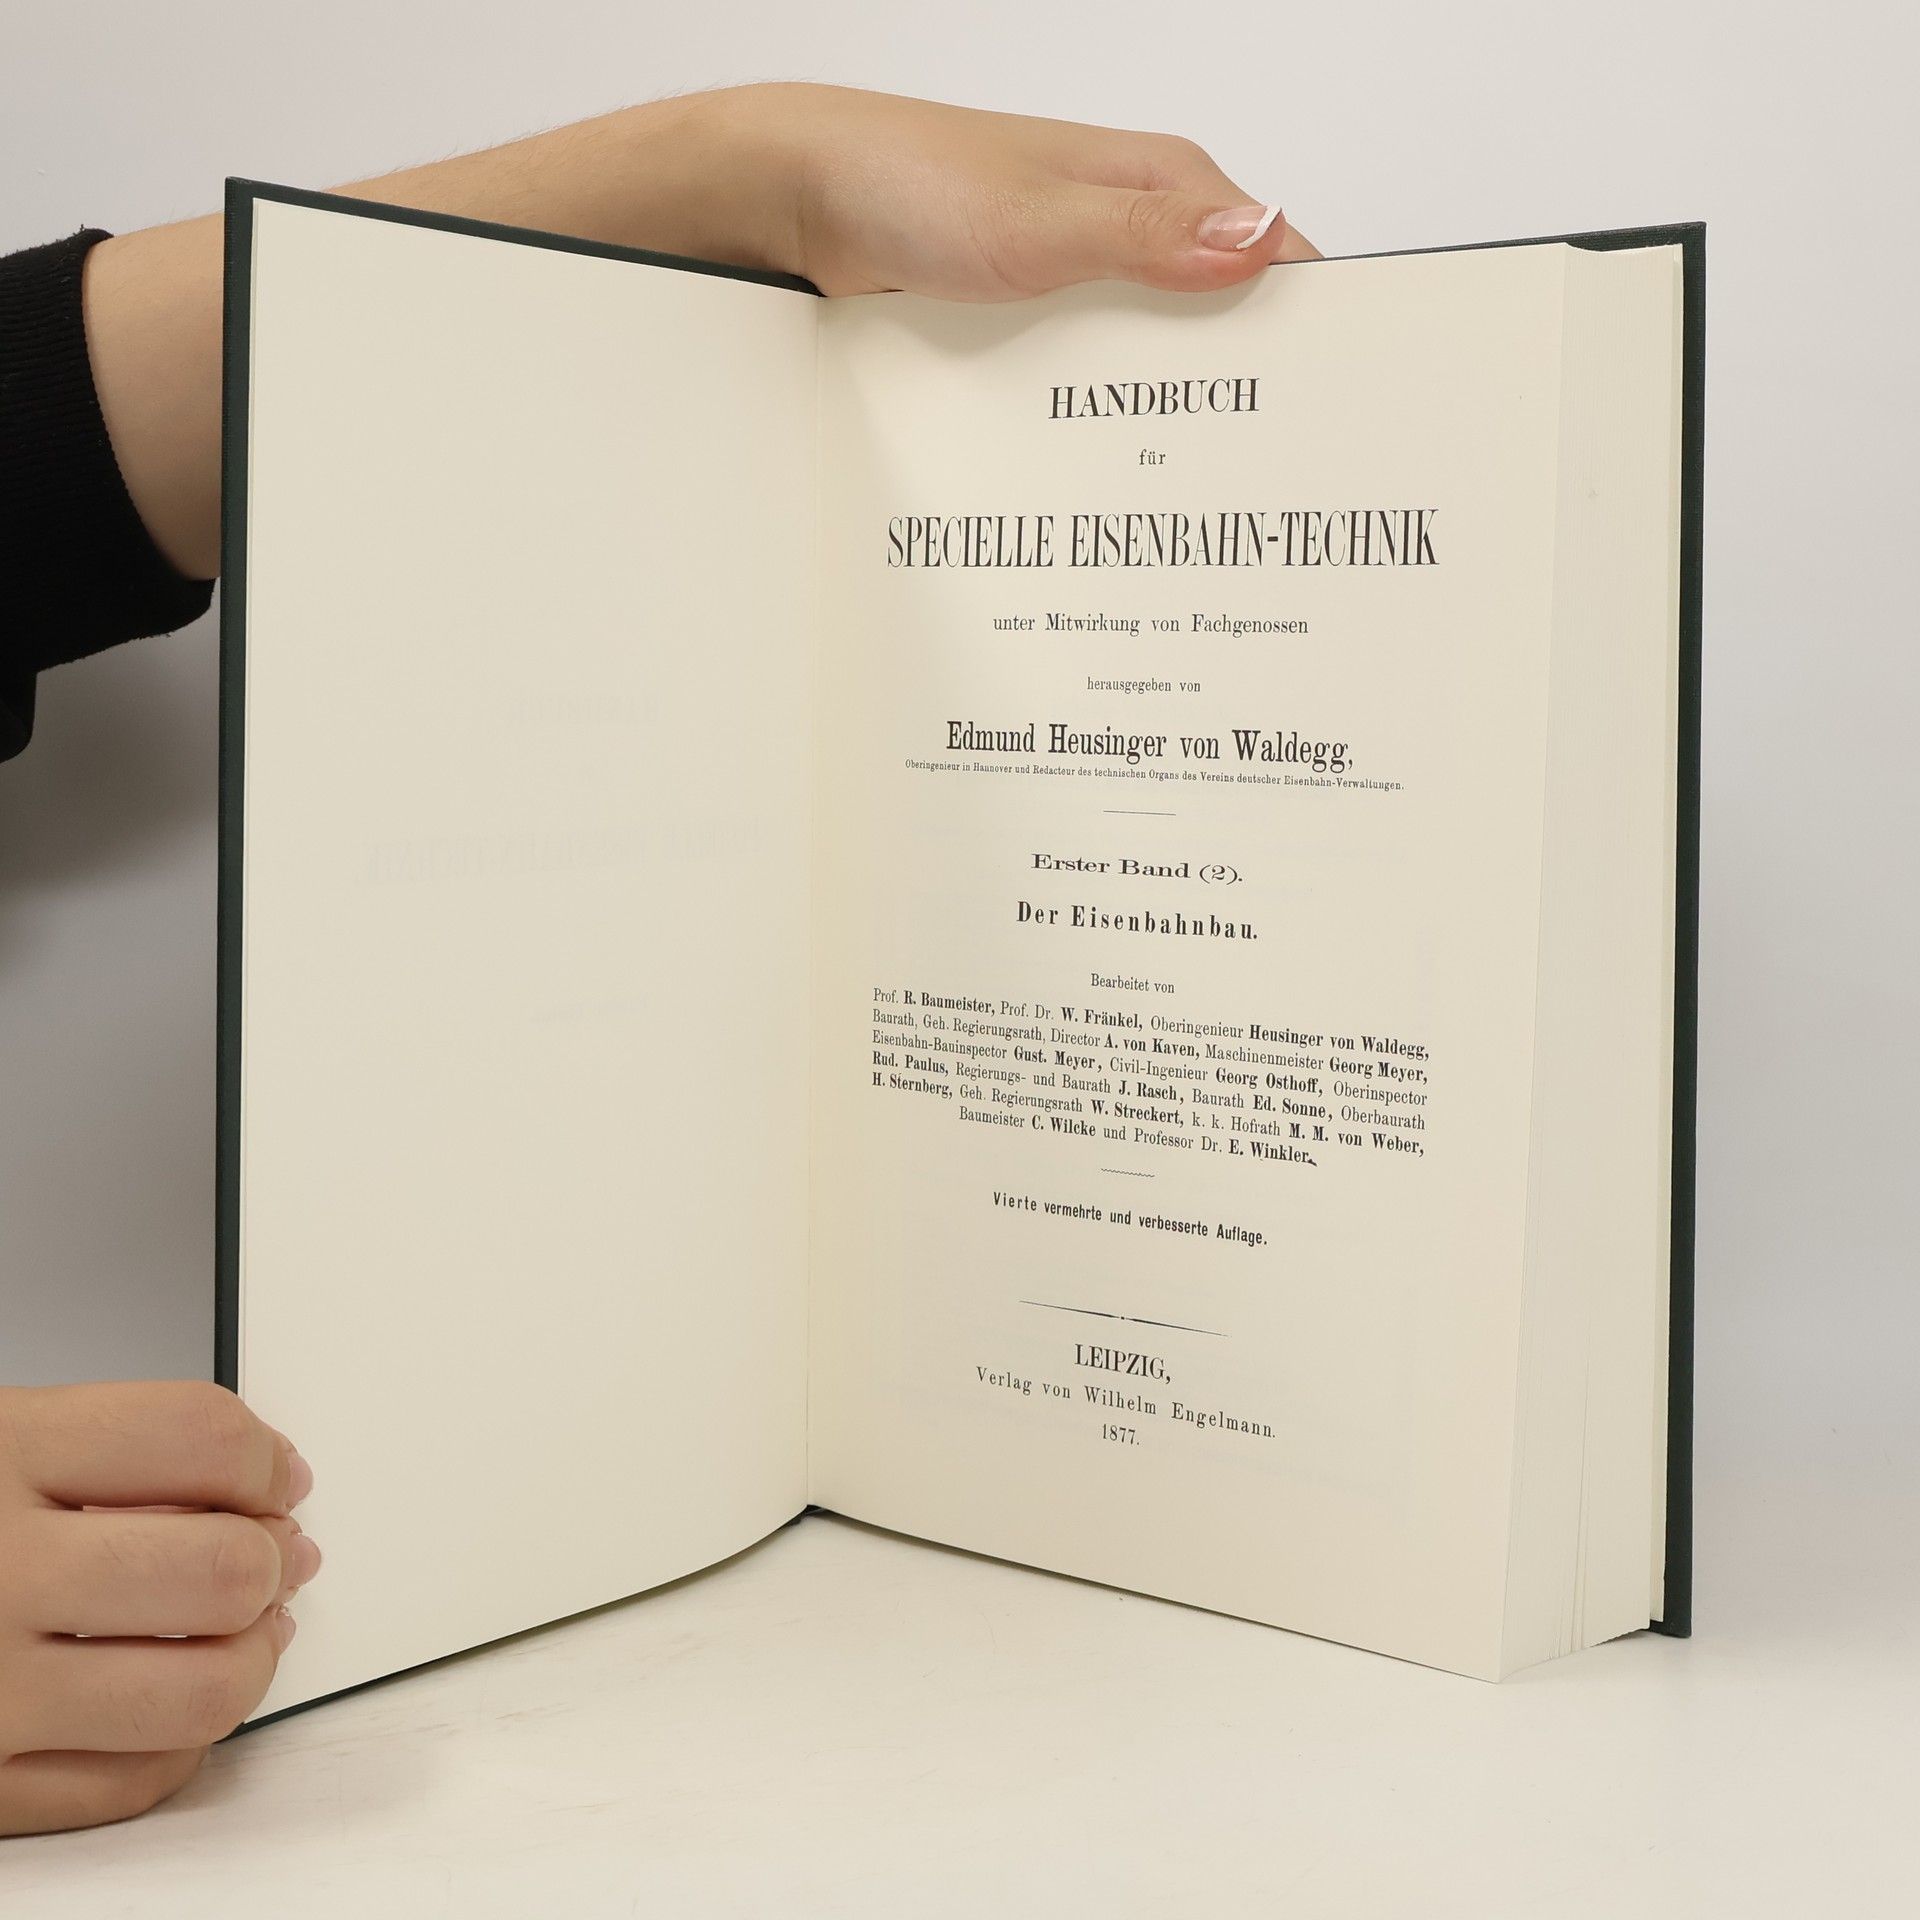 HANDBUCH
für
SPECIELLE EISENBAHN-TECHNIK
unter Mitwirkung von Fachgenossen
herausgegeben von
Edmund Heusinger von Waldegg,
Oberingenieur in Hannover und Redacteur des technischen Organs des Vereins deutscher Eisenbahn-Verwaltungen.
Erster Band (2).
Der Eisenbahnbau.
Bearbeitet von
Prof. R. Baumeister, Prof. Dr. W. Fränkel, Oberingenieur Heusinger von Waldegg,
Baurath, Geh. Regierungsrath, Director A. von Kaven, Maschinenmeister Georg Meyer,
Eisenbahn-Bauinspector Gust. Meyer, Civil-Ingenieur Georg Osthoff, Oberinspector
Rud. Paulus, Regierungs- und Baurath J. Rasch, Baurath Ed. Sonne, Oberbaurath
H. Sternberg, Geh. Regierungsrath W. Streckert, k. k. Hofrath M. M. von Weber,
Baumeister C. Wilcke und Professor Dr. E. Winkler.
Vierte vermehrte und verbesserte Auflage.
LEIPZIG,
Verlag von Wilhelm Engelmann.
1877.